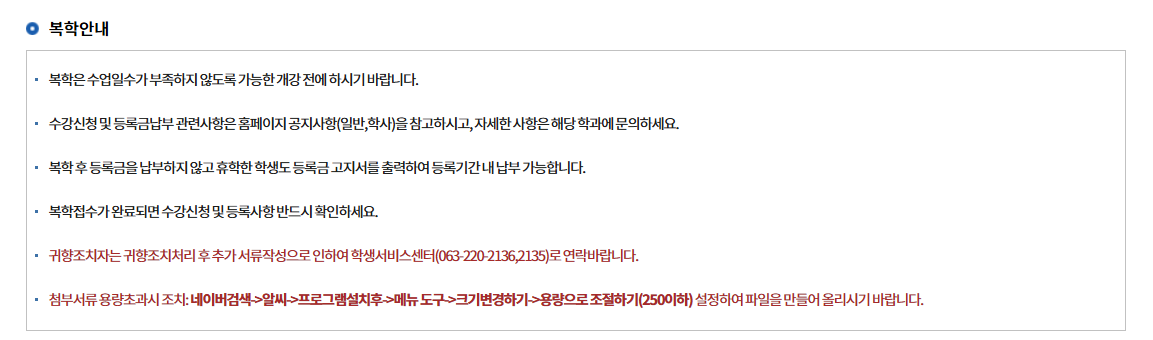 복학안내
복학은 수업일수가 부족하지 않도록 가능한 개강 전에 하시기 바랍니다.
수강신청 및 등록금납부 관련사항은 홈페이지 공지사항(일반,학사)을 참고하시고, 자세한 사항은 해당 학과에 문의하세요.
복학 후 등록금을 납부하지 않고 휴학한 학생도 등록금 고지서를 출력하여 등록기간 내 납부 가능합니다.
복학접수가 완료되면 수강신청 및 등록사항 반드시 확인하세요.
귀향조치자는 귀향조치처리 후 추가 서류작성으로 인하여 학생서비스센터(063-220-2136,2135)로 연락바랍니다.
첨부서류 용량초과시 조치: 네이버검색->알씨->프로그램설치후->메뉴 도구->크기변경하기->용량으로 조절하기(250이하) 설정하여 파일을 만들어 올리시기 바랍니다.